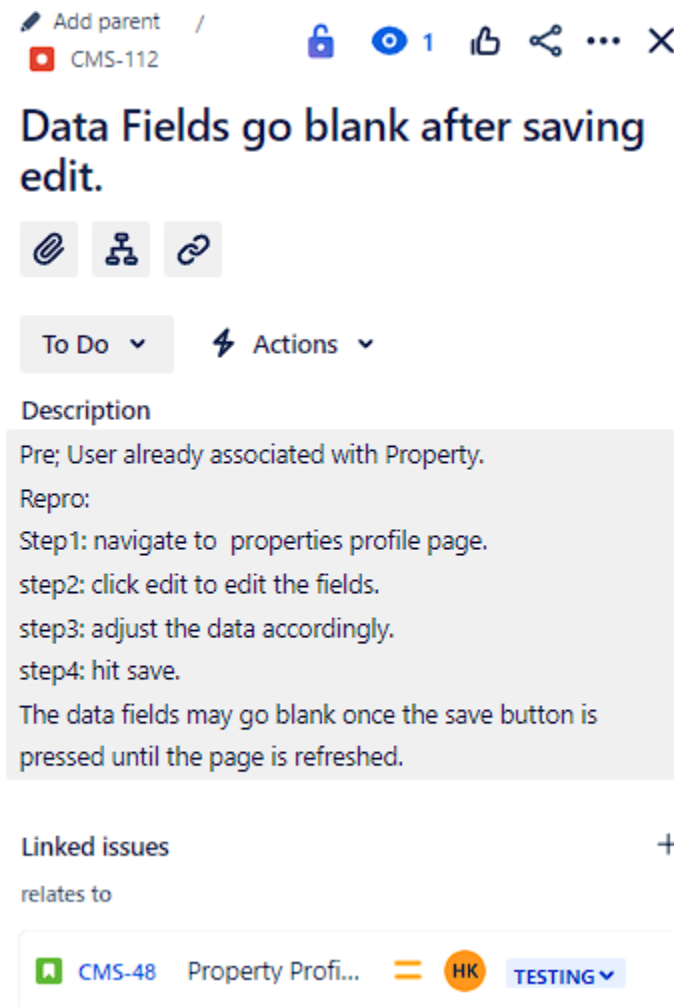 Add parent /
CMS-112
1
Data Fields go blank after saving
edit.
To Do
Actions
Description
Pre; User already associated with Property.
Repro:
Step1: navigate to  properties profile page.
step2: click edit to edit the fields.
step3: adjust the data accordingly.
step4: hit save.
The data fields may go blank once the save button is
pressed until the page is refreshed.
Linked issues
relates to
CMS-48 Property Profi... HK TESTING